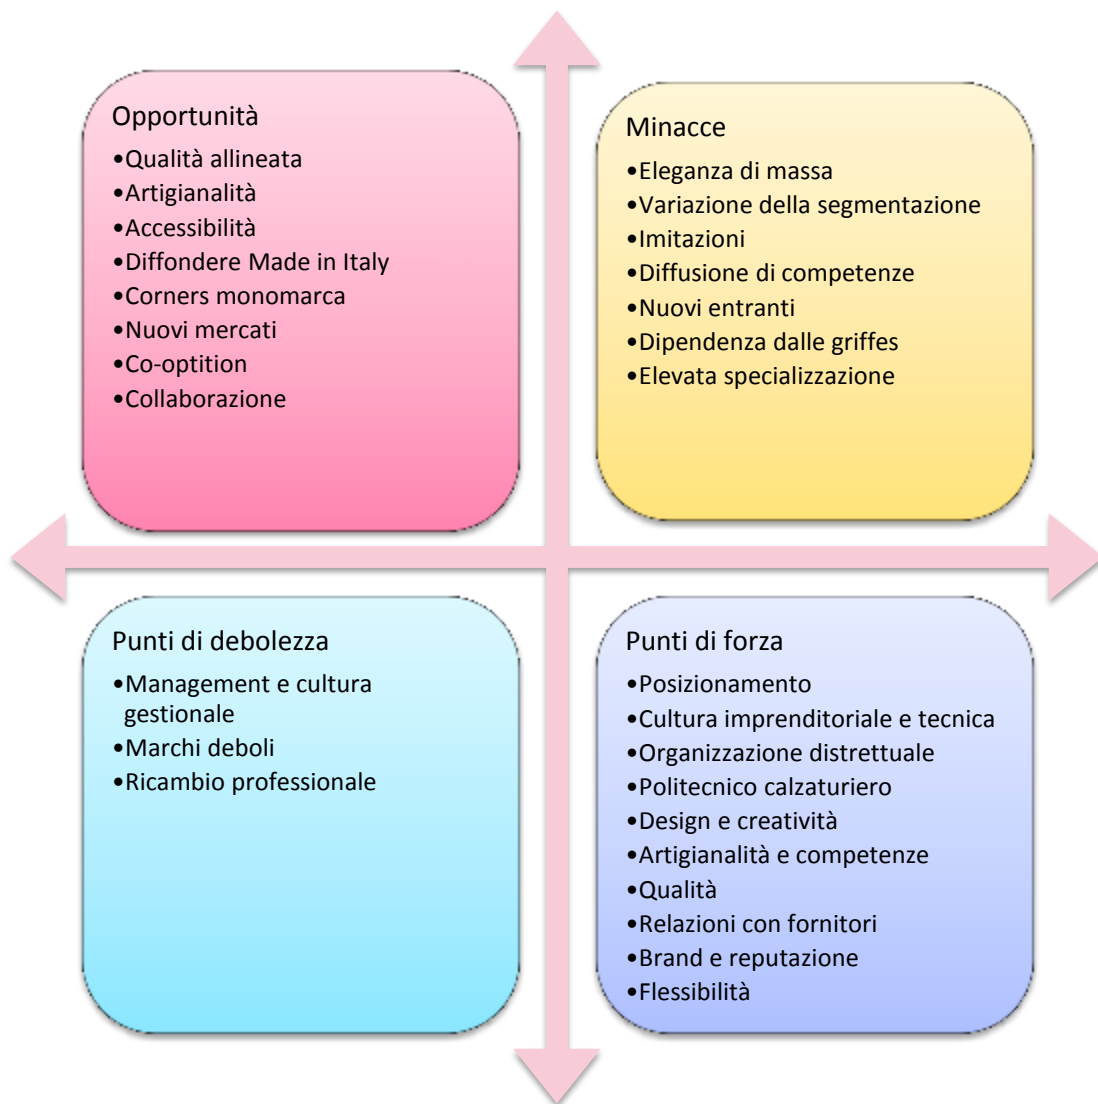 Opportunità
•Qualità allineata
•Artigianalità
•Accessibilità
•Diffondere Made in Italy
•Corners monomarca
•Nuovi mercati
•Co-optition
•Collaborazione
Minacce
•Eleganza di massa
•Variazione della segmentazione
•Imitazioni
•Diffusione di competenze
•Nuovi entranti
•Dipendenza dalle griffes
•Elevata specializzazione
Punti di debolezza
•Management e cultura
gestionale
•Marchi deboli
•Ricambio professionale
Punti di forza
•Posizionamento
•Cultura imprenditoriale e tecnica
•Organizzazione distrettuale
•Politecnico calzaturiero
•Design e creatività
•Artigianalità e competenze
•Qualità
•Relazioni con fornitori
•Brand e reputazione
•Flessibilità